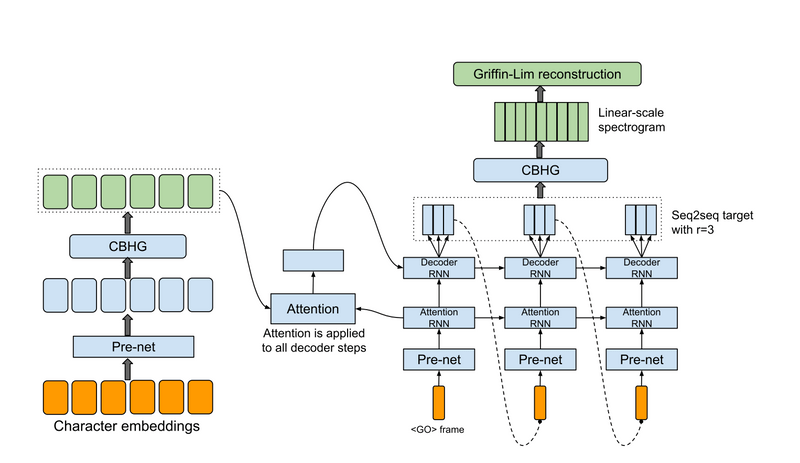 Griffin-Lim reconstruction
Linear-scale
spectrogram
CBHG
Seq2seq target
with r=3
CBHG
Decoder
RNN
Decoder
RNN
Decoder
RNN
Attention
Attention is applied
to all decoder steps
Attention
RNN
Attention
RNN
Attention
RNN
Pre-net
Pre-net
Pre-net
Pre-net
Character embeddings
<GO> frame